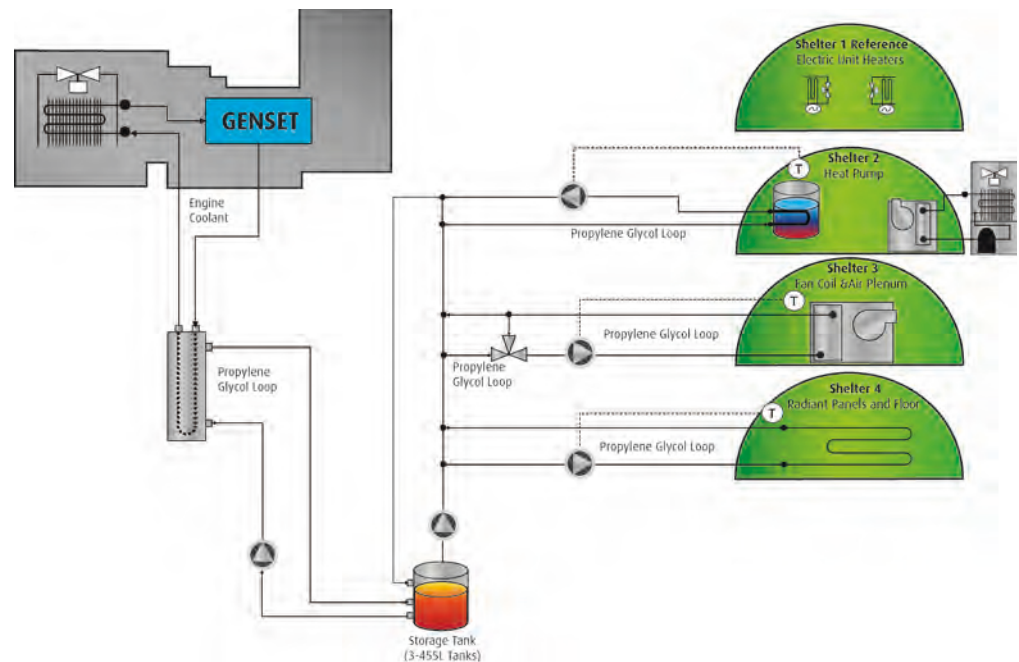 GENSET
Engine
Coolant
Propylene
Glycol Loop
Shelter 1 Reference
Electric Unit Heaters
Shelter 2
Heat Pump
T
Propylene Glycol Loop
Shelter 3
Fan Coil &Air Plenum
T
Propylene Glycol Loop
Propylene
Glycol Loop
Shelter 4
Radiant Panels and Floor
T
Propylene Glycol Loop
Storage Tank
(3-455L Tanks)